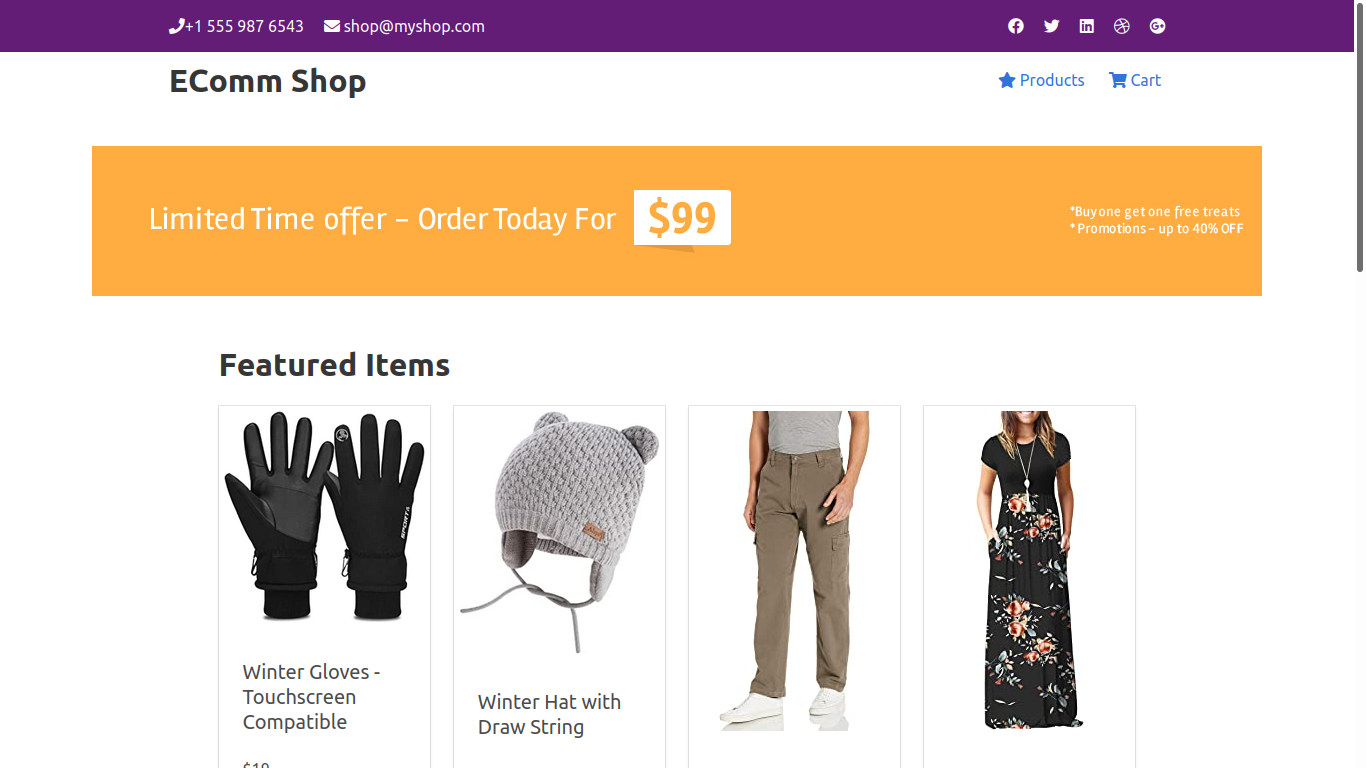 +1 555 987 6543 shop@myshop.com
EComm Shop Products Cart
Limited Time offer - Order Today For $99
*Buy one get one free treats
* Promotions - up to 40% OFF
Featured Items
SPORTA
Winter Gloves -
Touchscreen
Compatible
Winter Hat with
Draw String